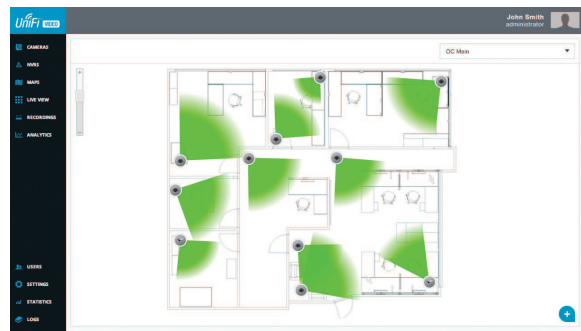 UniFi VIDEO
John Smith
administrator
CAMERAS
NVRS
MAPS
LIVE VIEW
RECORDINGS
ANALYTICS
OC Main
USERS
SETTINGS
STATISTICS
LOGS